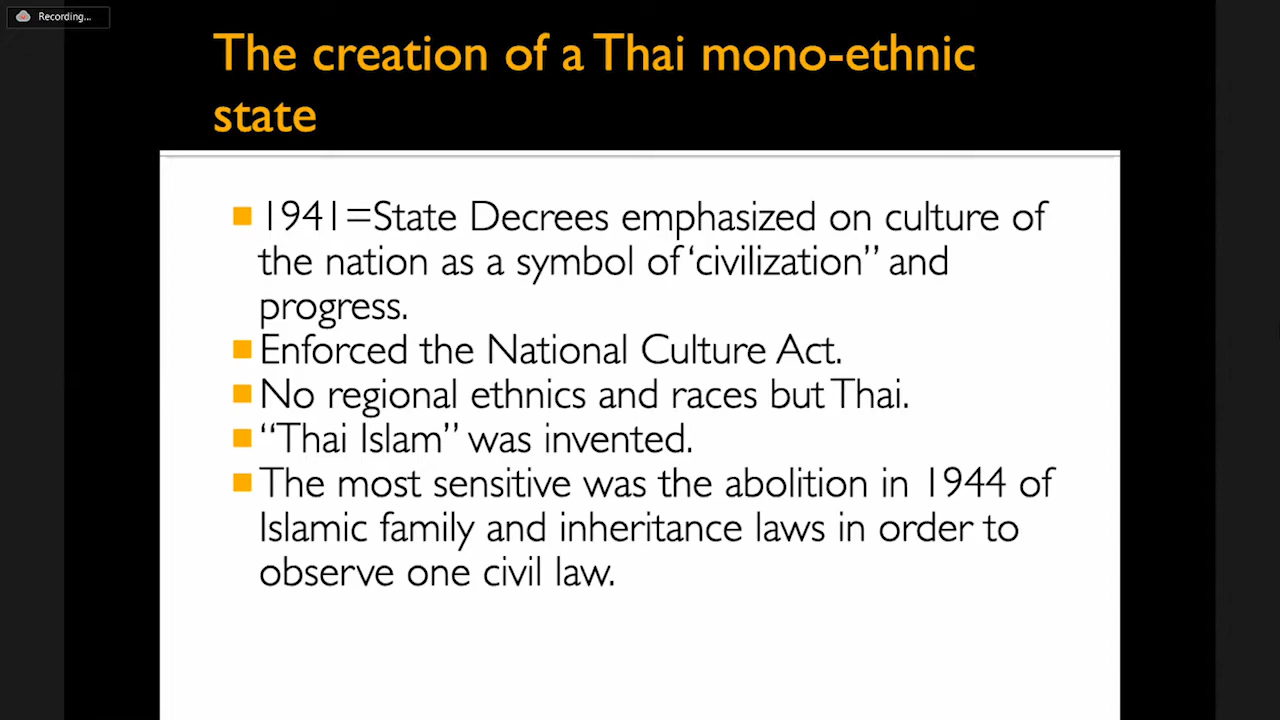 Recording...
The creation of a Thai mono-ethnic
state
1941=State Decrees emphasized on culture of
the nation as a symbol of ‘civilization” and
progress.
Enforced the National Culture Act.
No regional ethnics and races but Thai.
“Thai Islam” was invented.
The most sensitive was the abolition in 1944 of
Islamic family and inheritance laws in order to
observe one civil law.